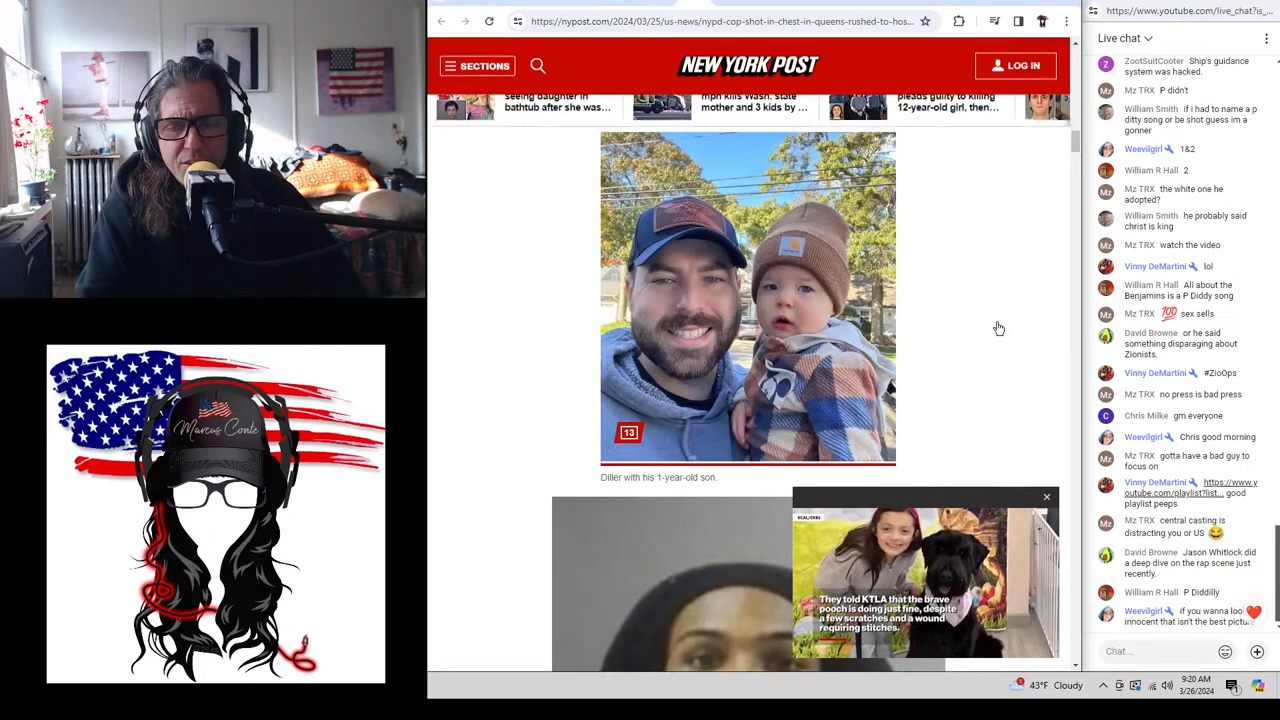 https://nypost.com/2024/03/25/us-news/nypd-cop-shot-in-chest-in-queens-rushed-to-hos...
SECTIONS
NEW YORK POST
LOG IN
seeing daughter in
bathtub after she was...
mph kills Wash. state
mother and 3 kids by ...
pleads guilty to killing
12-year-old girl, then...
13
Diller with his 1-year-old son.
KCAL/CKBS
They told KTLA that the brave
pooch is doing just fine, despite
a few scratches and a wound
requiring stitches.
Marcus Conte
https://www.youtube.com/live_chat?is_...
Live chat
ZootSuitCooter Ship's guidance
system was hacked.
Mz TRX P didn't
William Smith if i had to name a p
ditty song or be shot guess im a
gonner
Weevilgirl 1&2
William R Hall 2
Mz TRX the white one he
adopted?
William Smith he probably said
christ is king
Mz TRX watch the video
Vinny DeMartini lol
William R Hall All about the
Benjamins is a P Diddy song
Mz TRX 💯 sex sells
David Browne or he said
something disparaging about
Zionists.
Vinny DeMartini #ZioOps
Mz TRX no press is bad press
Chris Milke gm everyone
Weevilgirl Chris good morning
Mz TRX gotta have a bad guy to
focus on
Vinny DeMartini https://www.y
outube.com/playlist?list... good
playlist peeps
Mz TRX central casting is
distracting you or US 😂
David Browne Jason Whitlock did
a deep dive on the rap scene just
recently.
William R Hall P Diddilly
Weevilgirl if you wanna loo
innocent that isn't the best pictur
Chat...
43°F Cloudy
9:20 AM
3/26/2024